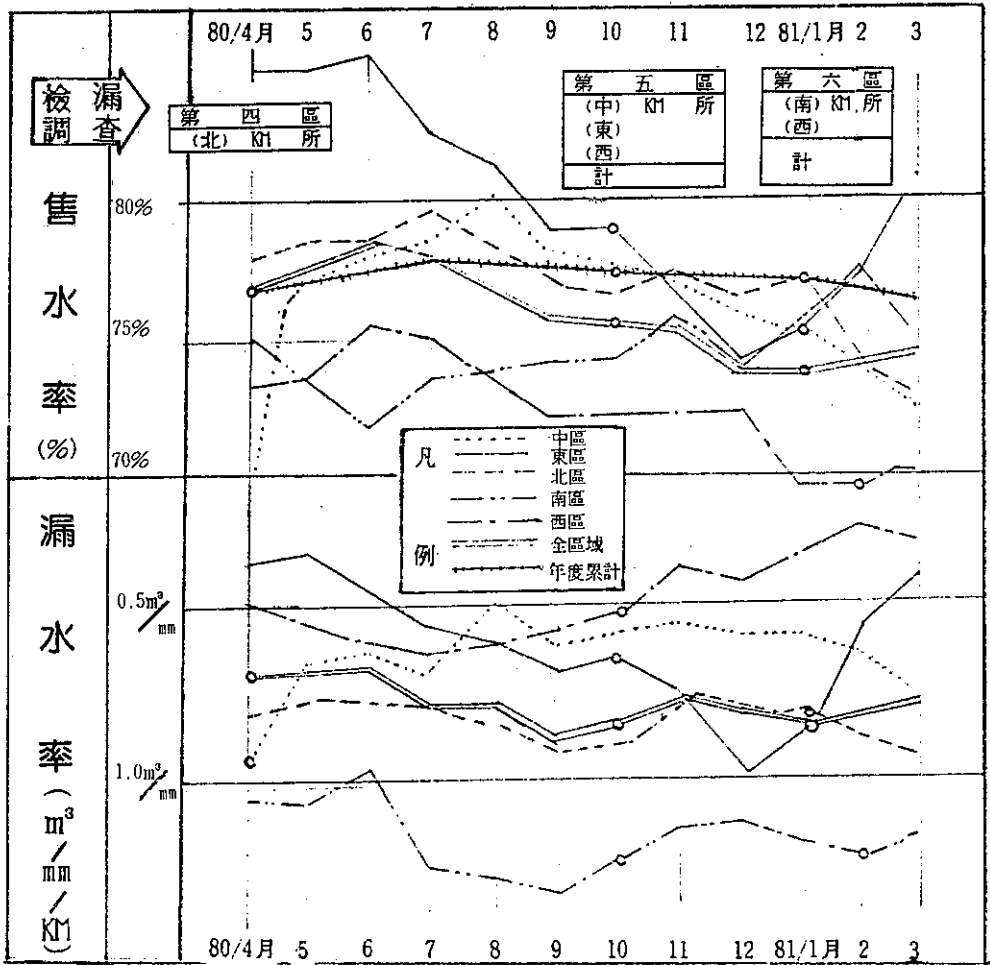 80/4月 5 6 7 8 9 10 11 12 81/1月 2 3
檢漏
調查
第四區
(北) KM 所
第五區
(中) KM 所
(東)
(西)
計
第六區
(南) KM 所
(西)
計
售水率(%)
80%
75%
70%
凡例
中區
東區
北區
南區
西區
全區域
年度累計
漏水率(m³/mm/KM)
0.5m³/mm
1.0m³/mm
80/4月 5 6 7 8 9 10 11 12 81/1月 2 3